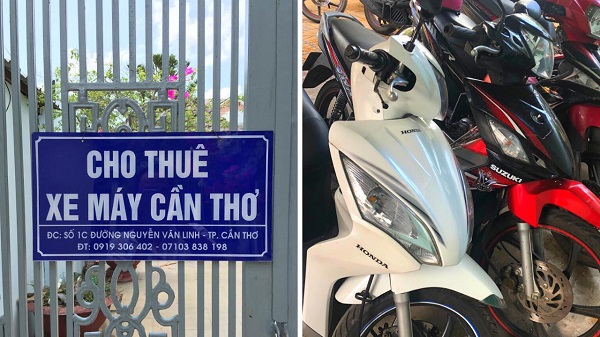 CHO THUÊ
XE MÁY CẦN THƠ
ĐC: SỐ 1C ĐƯỜNG NGUYỄN VĂN LINH - TP. CẦN THƠ
ĐT: 0919 306 402 - 07103 838 198
HONDA
HONDA
SUZUKI